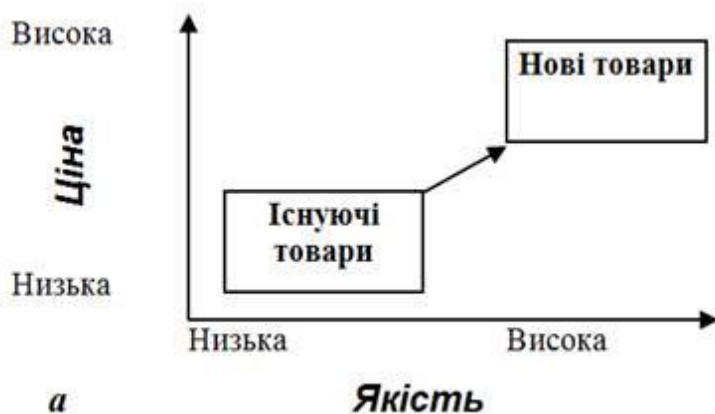 Висока
Нові товари
Ціна
Існуючі
товари
Низька
Низька
Висока
а
Якість